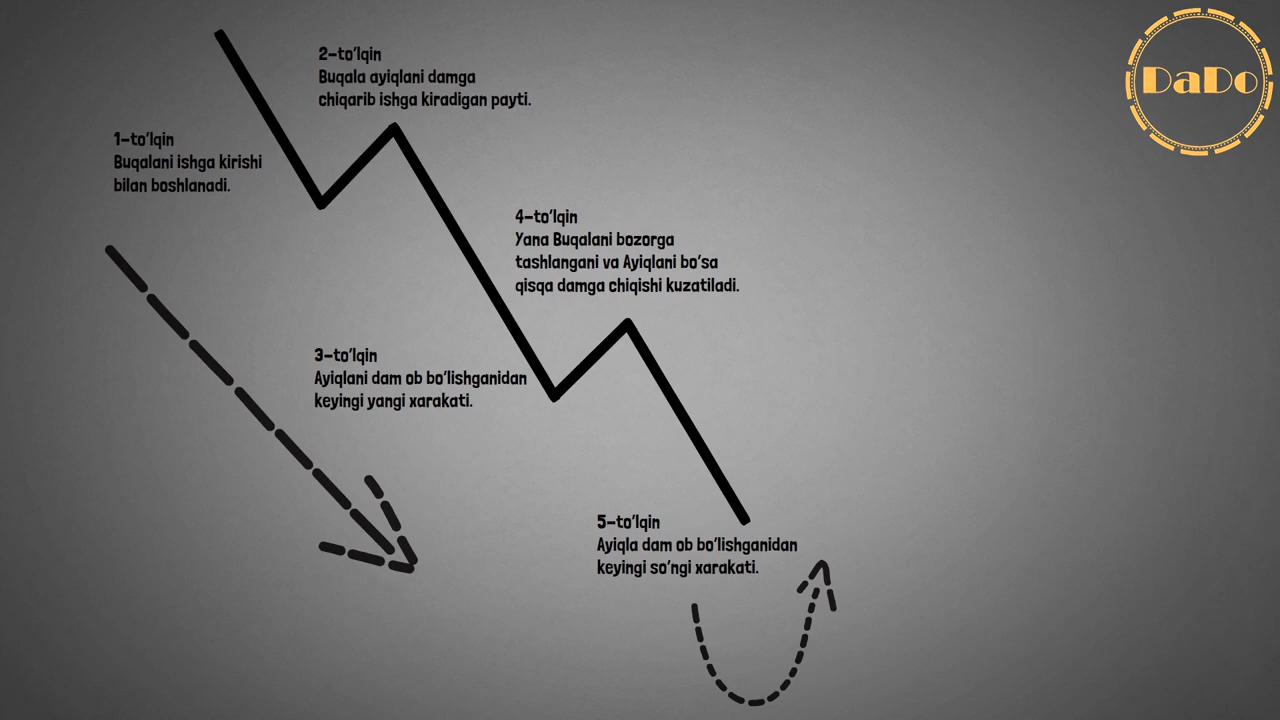 2-to'lqin
Buqala ayiqlani damga
chiqarib ishga kiradigan payti.
1-to'lqin
Buqalani ishga kirishi
bilan boshlanadi.
4-to'lqin
Yana Buqalani bozorga
tashlangani va Ayiqlani bo'sa
qisqa damga chiqishi kuzatiladi.
3-to'lqin
Ayiqlani dam ob bo'lishganidan
keyingi yangi xarakati.
5-to'lqin
Ayiqla dam ob bo'lishganidan
keyingi so'ngi xarakati.
DaDo